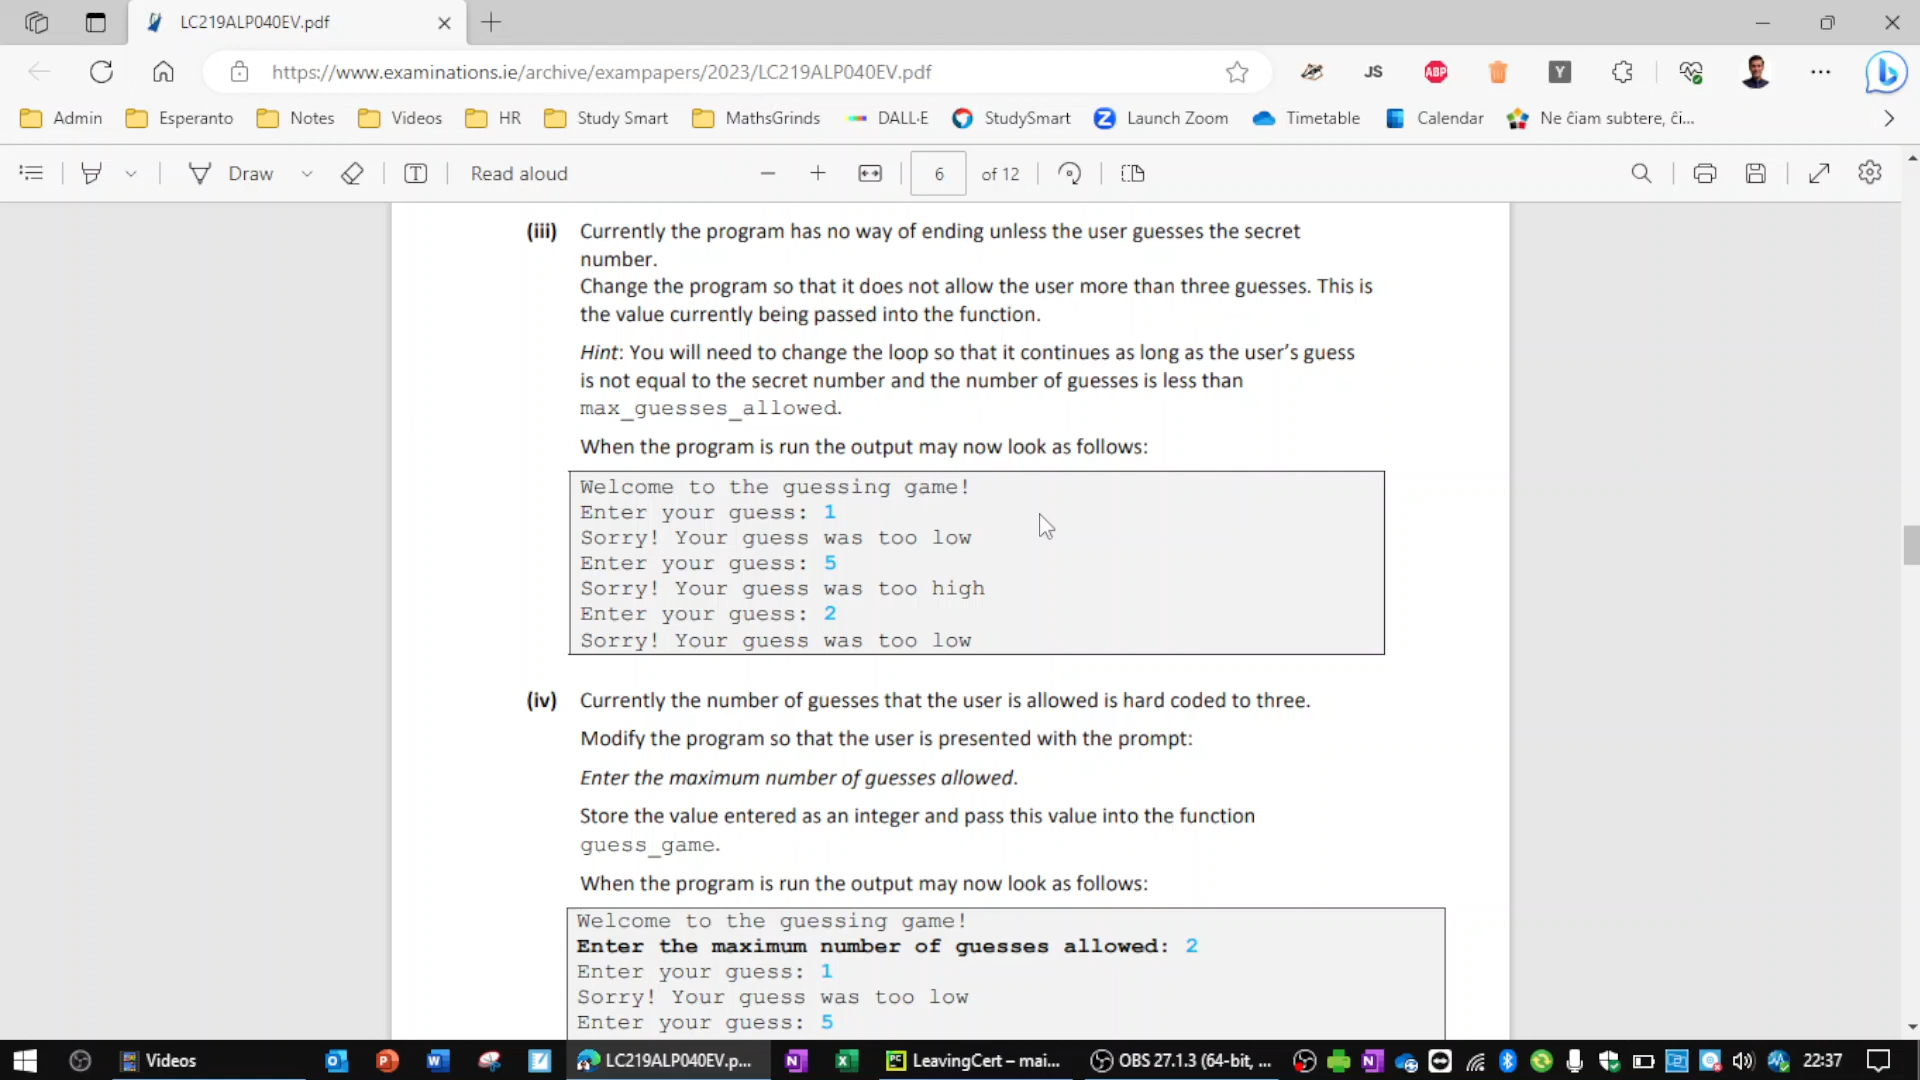 LC219ALP040EV.pdf
https://www.examinations.ie/archive/exampapers/2023/LC219ALP040EV.pdf
JS
ABP
Y
Admin
Esperanto
Notes
Videos
HR
Study Smart
MathsGrinds
DALL·E
StudySmart
Launch Zoom
Timetable
Calendar
Ne ĉiam subtere, ĉi...
Draw
Read aloud
6
of 12
(iii) Currently the program has no way of ending unless the user guesses the secret
number.
Change the program so that it does not allow the user more than three guesses. This is
the value currently being passed into the function.
Hint: You will need to change the loop so that it continues as long as the user's guess
is not equal to the secret number and the number of guesses is less than
max_guesses_allowed.
When the program is run the output may now look as follows:
Welcome to the guessing game!
Enter your guess: 1
Sorry! Your guess was too low
Enter your guess: 5
Sorry! Your guess was too high
Enter your guess: 2
Sorry! Your guess was too low
(iv) Currently the number of guesses that the user is allowed is hard coded to three.
Modify the program so that the user is presented with the prompt:
Enter the maximum number of guesses allowed.
Store the value entered as an integer and pass this value into the function
guess_game.
When the program is run the output may now look as follows:
Welcome to the guessing game!
Enter the maximum number of guesses allowed: 2
Enter your guess: 1
Sorry! Your guess was too low
Enter your guess: 5
Videos
LC219ALP040EV.p...
LeavingCert – mai...
OBS 27.1.3 (64-bit, ...
22:37